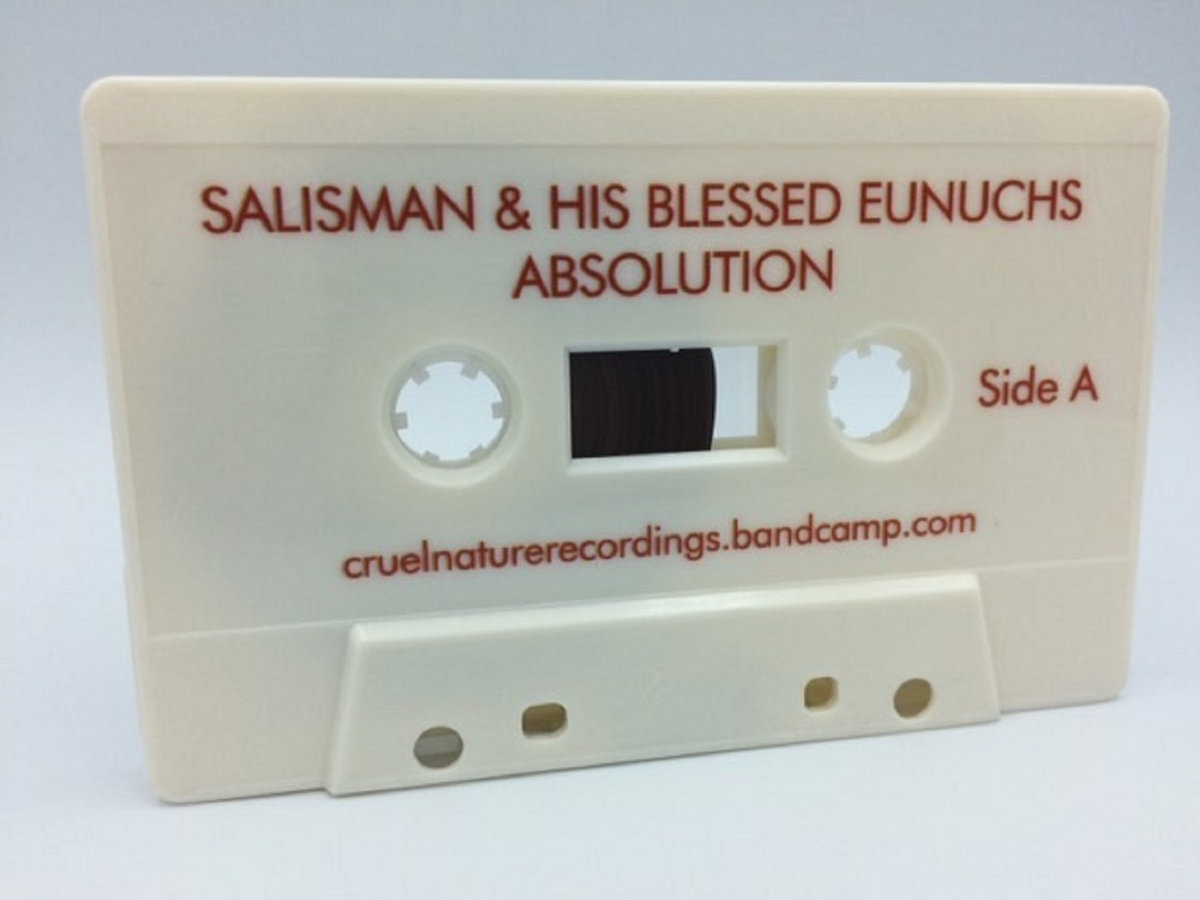 SALISMAN & HIS BLESSED EUNUCHS
ABSOLUTION
Side A
cruelnaturerecordings.bandcamp.com